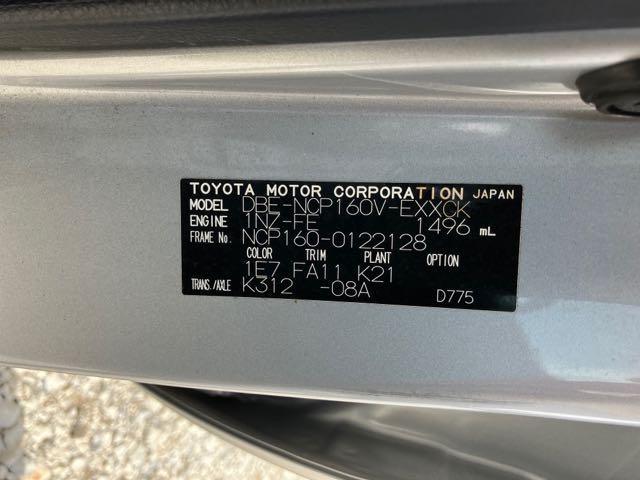 TOYOTA MOTOR CORPORATION JAPAN
MODEL DBE-NCP160V-EXXCK
ENGINE 1NZ-FE 1496 mL
FRAME No. NCP160-0122128
COLOR TRIM PLANT OPTION
1E7 FA11 K21
TRANS./AXLE K312 -08A D775